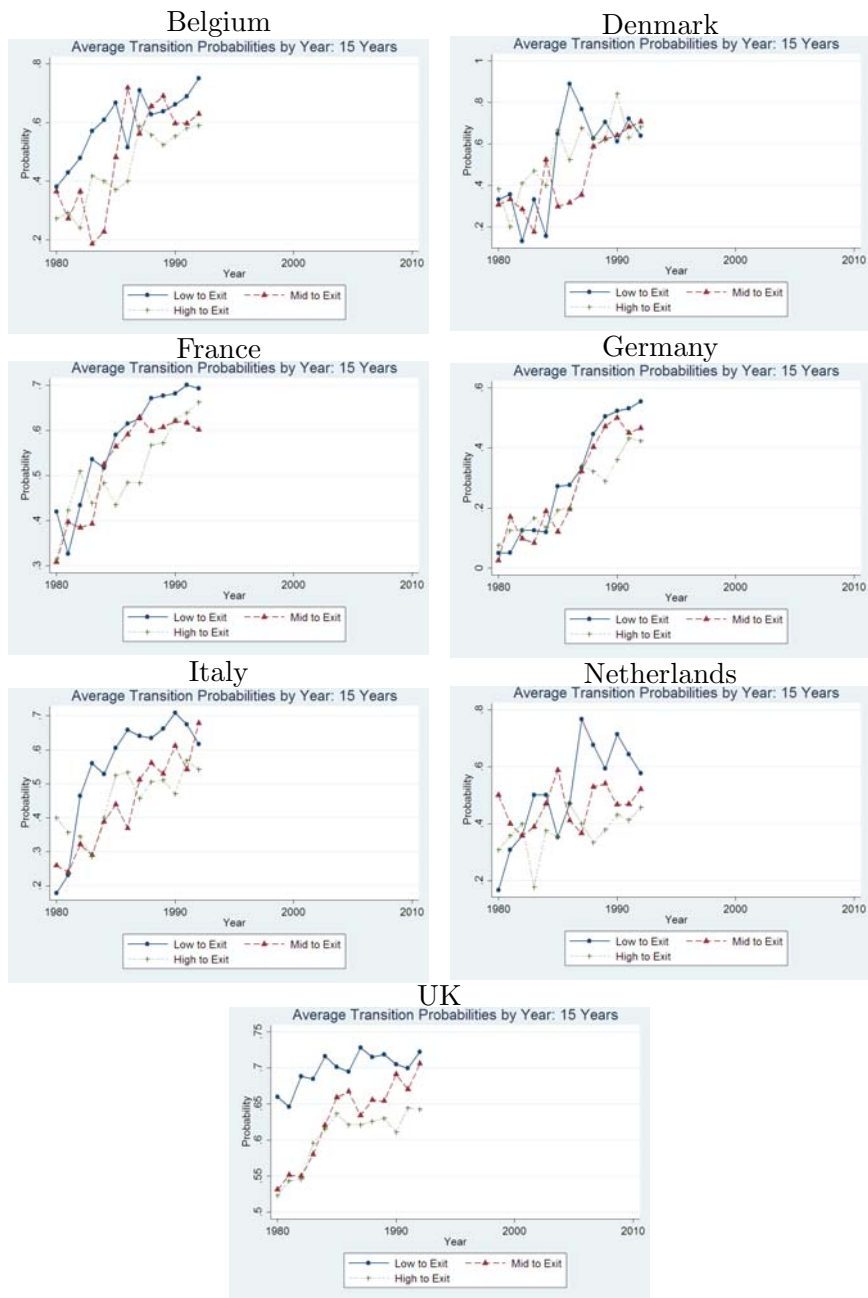 Belgium
Average Transition Probabilities by Year: 15 Years
Probability
.2 .4 .6 .8
1980 1990 2000 2010
Year
Low to Exit Mid to Exit
High to Exit
Denmark
Average Transition Probabilities by Year: 15 Years
Probability
.2 .4 .6 .8 1
1980 1990 2000 2010
Year
Low to Exit Mid to Exit
High to Exit
France
Average Transition Probabilities by Year: 15 Years
Probability
.3 .4 .5 .6 .7
1980 1990 2000 2010
Year
Low to Exit Mid to Exit
High to Exit
Germany
Average Transition Probabilities by Year: 15 Years
Probability
0 .2 .4 .6
1980 1990 2000 2010
Year
Low to Exit Mid to Exit
High to Exit
Italy
Average Transition Probabilities by Year: 15 Years
Probability
.2 .3 .4 .5 .6 .7
1980 1990 2000 2010
Year
Low to Exit Mid to Exit
High to Exit
Netherlands
Average Transition Probabilities by Year: 15 Years
Probability
.2 .4 .6 .8
1980 1990 2000 2010
Year
Low to Exit Mid to Exit
High to Exit
UK
Average Transition Probabilities by Year: 15 Years
Probability
.5 .55 .6 .65 .7 .75
1980 1990 2000 2010
Year
Low to Exit Mid to Exit
High to Exit